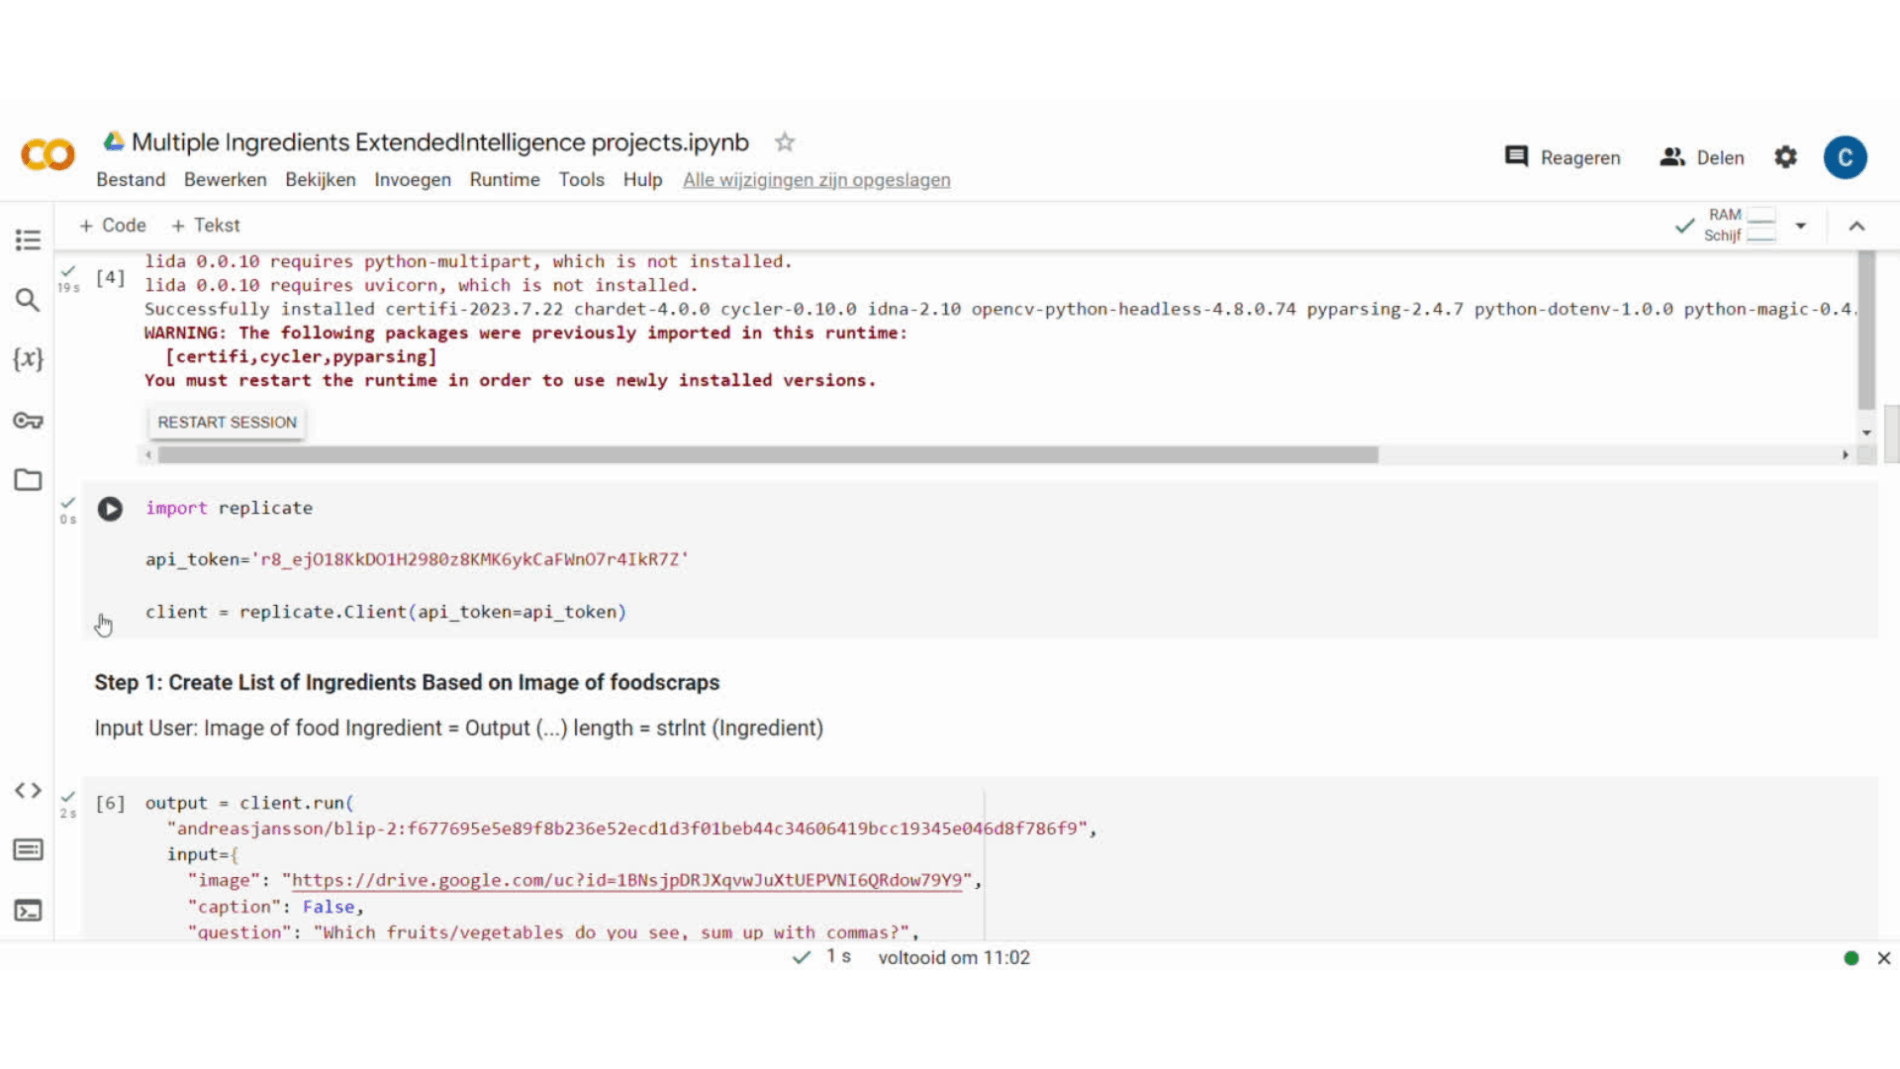 Multiple Ingredients ExtendedIntelligence projects.ipynb
Reageren
Delen
C
Bestand Bewerken Bekijken Invoegen Runtime Tools Hulp Alle wijzigingen zijn opgeslagen
+ Code + Tekst
RAM
Schijf
lida 0.0.10 requires python-multipart, which is not installed.
19 s
[4]
lida 0.0.10 requires uvicorn, which is not installed.
Successfully installed certifi-2023.7.22 chardet-4.0.0 cycler-0.10.0 idna-2.10 opencv-python-headless-4.8.0.74 pyparsing-2.4.7 python-dotenv-1.0.0 python-magic-0.4.
WARNING: The following packages were previously imported in this runtime:
[certifi,cycler,pyparsing]
You must restart the runtime in order to use newly installed versions.
RESTART SESSION
0 s
import replicate
api_token='r8_ejO18KkDO1H2980z8KMK6ykCaFWnO7r4IkR7Z'
client = replicate.Client(api_token=api_token)
Step 1: Create List of Ingredients Based on Image of foodscraps
Input User: Image of food Ingredient = Output (...) length = strInt (Ingredient)
2 s
[6] output = client.run(
"andreasjansson/blip-2:f677695e5e89f8b236e52ecd1d3f01beb44c34606419bcc19345e046d8f786f9",
input={
"image": "https://drive.google.com/uc?id=1BNsjpDRJXqvwJuXtUEPVNI6QRdow79Y9",
"caption": False,
"question": "Which fruits/vegetables do you see, sum up with commas?",
1 s voltooid om 11:02